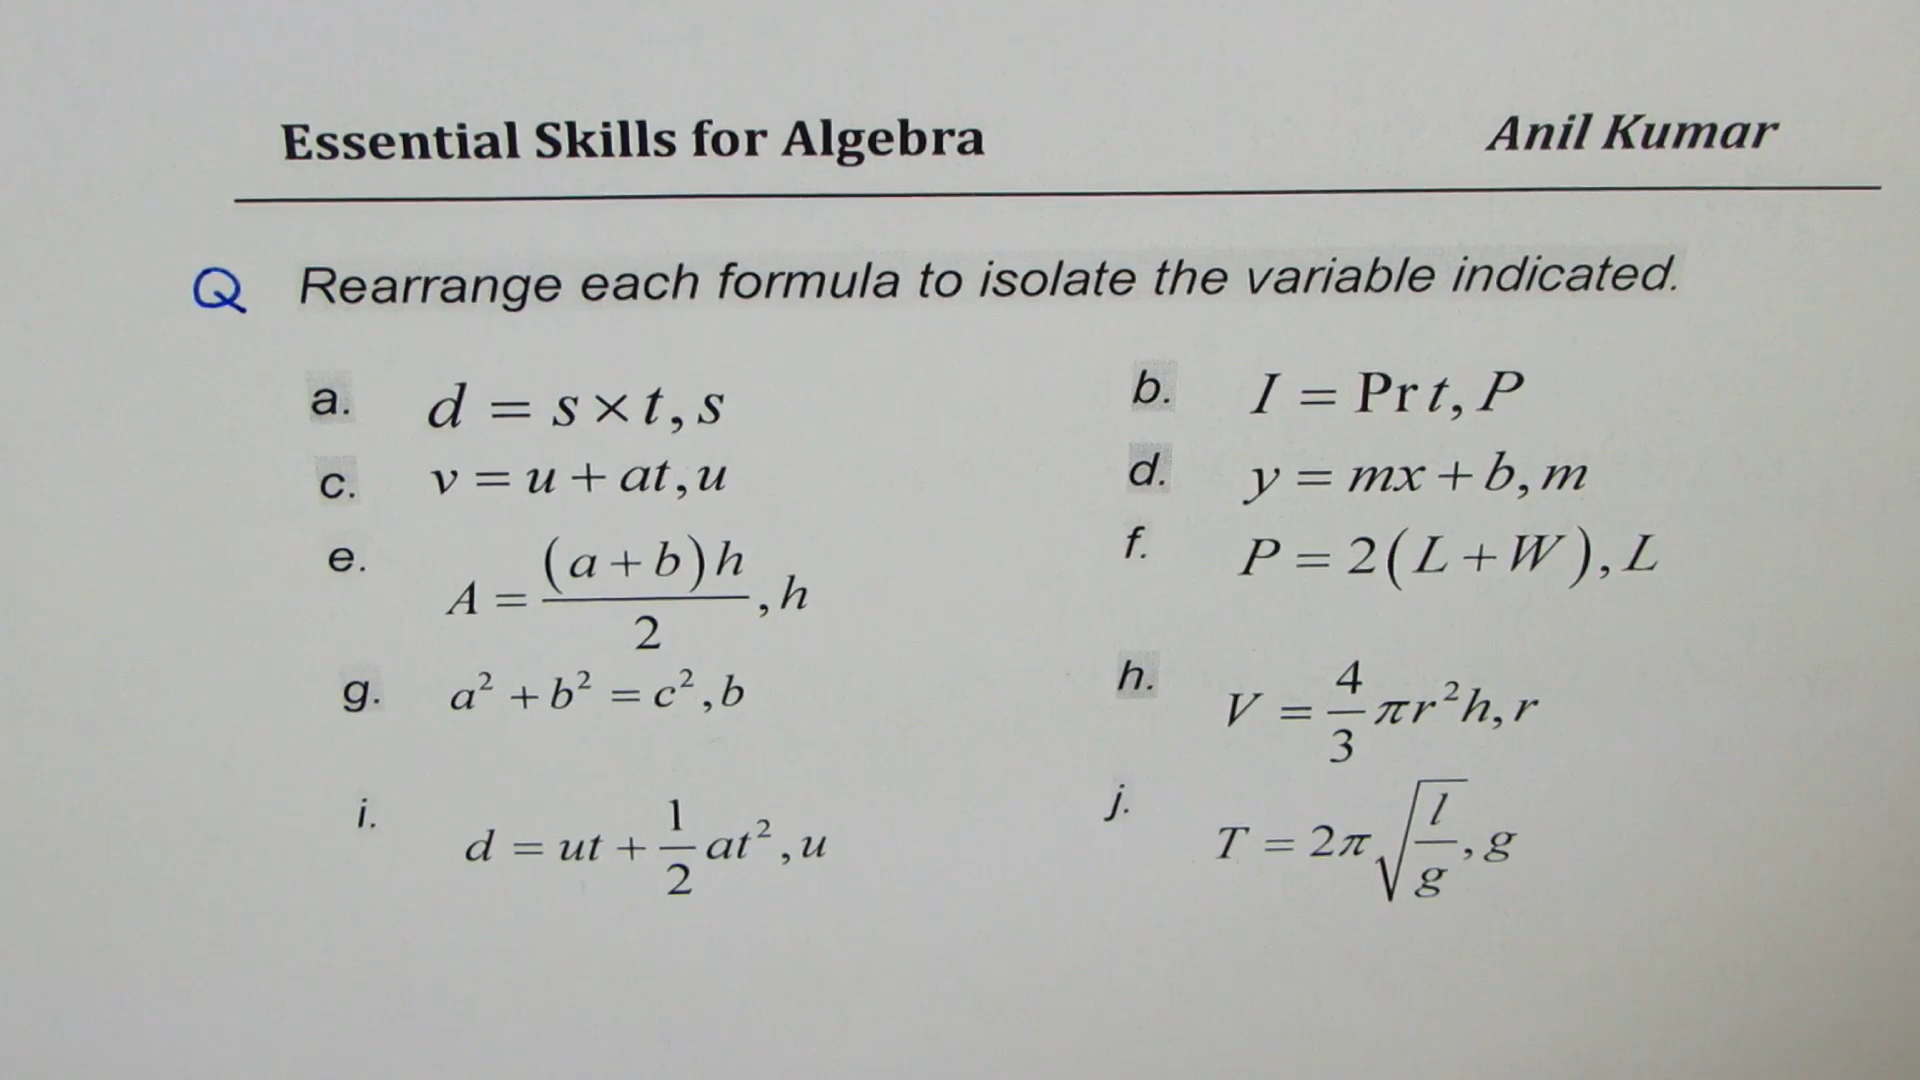 Essential Skills for Algebra Anil Kumar
Q Rearrange each formula to isolate the variable indicated.
a. d = s × t, s b. I = Prt, P
c. v = u + at, u d. y = mx + b, m
e. A = (a + b)h / 2, h f. P = 2(L + W), L
g. a² + b² = c², b h. V = 4/3 πr²h, r
i. d = ut + 1/2 at², u j. T = 2π√(l/g), g